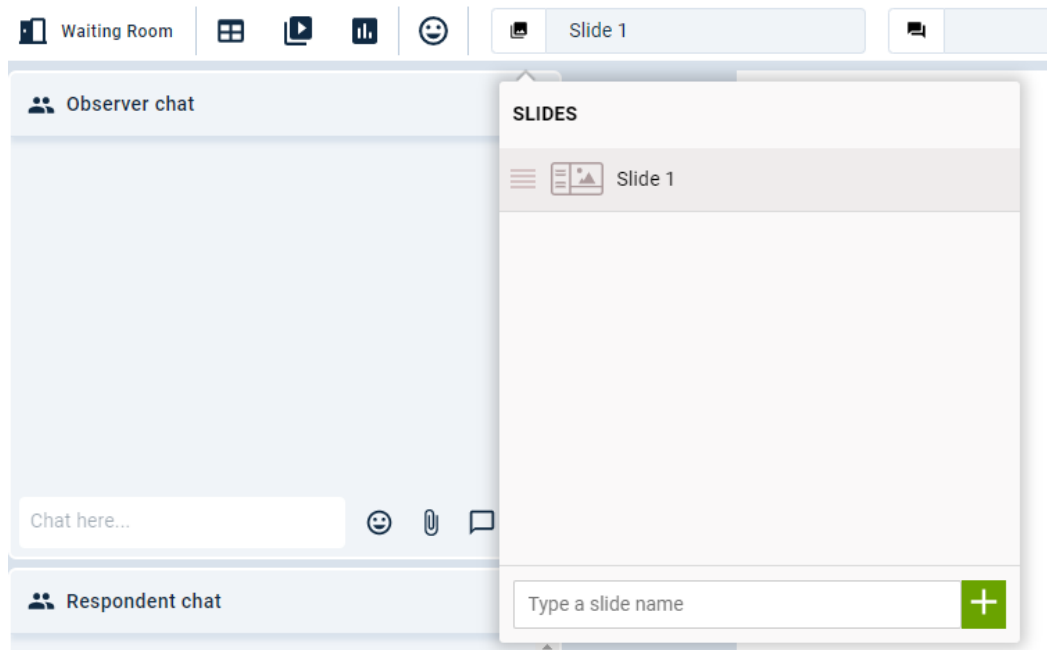 Waiting Room
Slide 1
Observer chat
SLIDES
Slide 1
Chat here...
Type a slide name
Respondent chat